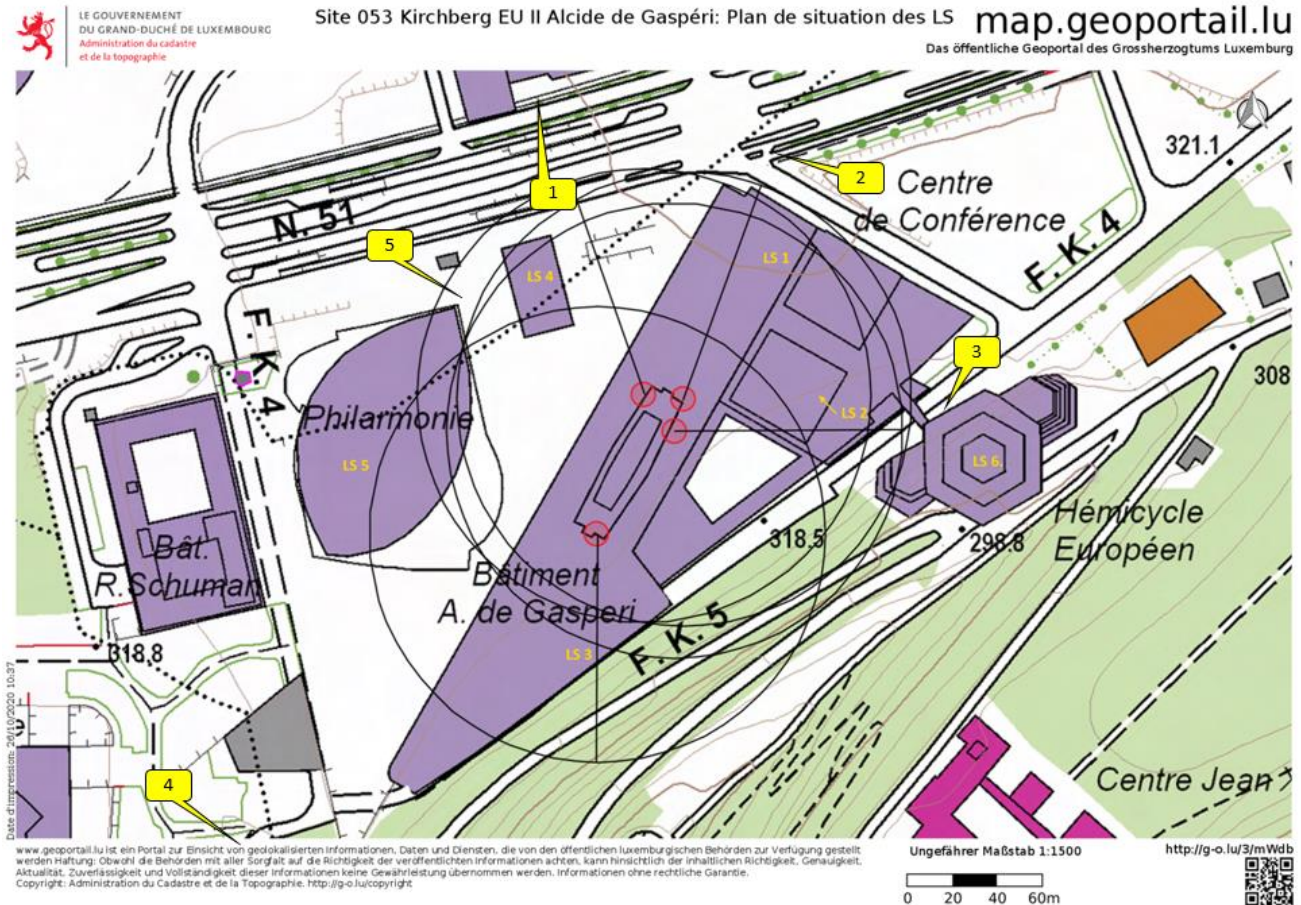 LE GOUVERNEMENT
DU GRAND-DUCHÉ DE LUXEMBOURG
Administration du cadastre
et de la topographie
Site 053 Kirchberg EU II Alcide de Gaspéri: Plan de situation des LS
map.geoportail.lu
Das öffentliche Geoportal des Grossherzogtums Luxemburg
321.1
1
2
Centre
de Conférence
N. 51
5
LS 1
LS 4
F. K. 4
F. K. 4
3
308
Philarmonie
LS 2
LS 5
LS 6
Hémicycle
Européen
318.5
298.8
Bât.
R. Schuman
Bâtiment
A. de Gasperi
F. K. 5
318.8
LS 3
Date d'impression: 26/10/2020 10:37
4
Centre Jean
www.geoportail.lu ist ein Portal zur Einsicht von geolokalisierten Informationen, Daten und Diensten, die von den öffentlichen luxemburgischen Behörden zur Verfügung gestellt
werden Haftung: Obwohl die Behörden mit aller Sorgfalt auf die Richtigkeit der veröffentlichten Informationen achten, kann hinsichtlich der inhaltlichen Richtigkeit, Genauigkeit,
Aktualität, Zuverlässigkeit und Vollständigkeit dieser Informationen keine Gewährleistung übernommen werden. Informationen ohne rechtliche Garantie.
Copyright: Administration du Cadastre et de la Topographie. http://g-o.lu/copyright
Ungefährer Maßstab 1:1500
http://g-o.lu/3/mWdb
0 20 40 60m